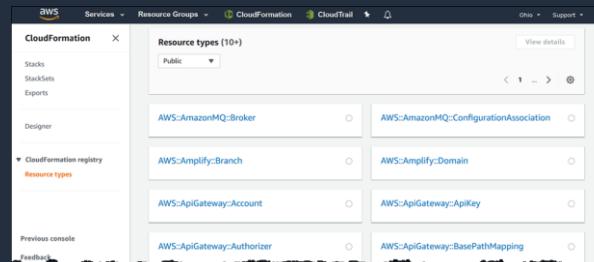 aws Services Resource Groups CloudFormation CloudTrail Ohio Support
CloudFormation
Stacks
StackSets
Exports
Designer
CloudFormation registry
Resource types
Previous console
Feedback
Resource types (10+)
View details
Public
1 ...
AWS::AmazonMQ::Broker
AWS::AmazonMQ::ConfigurationAssociation
AWS::Amplify::Branch
AWS::Amplify::Domain
AWS::ApiGateway::Account
AWS::ApiGateway::ApiKey
AWS::ApiGateway::Authorizer
AWS::ApiGateway::BasePathMapping